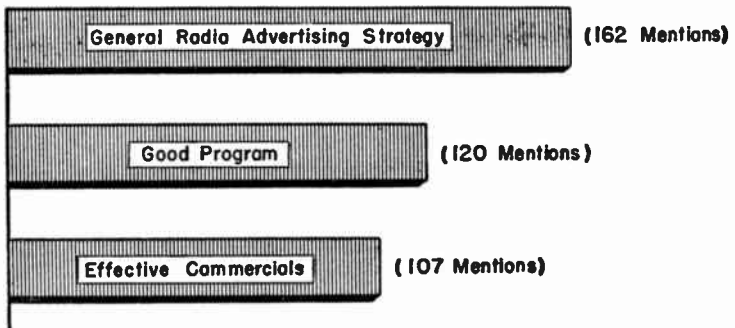 General Radio Advertising Strategy (162 Mentions)
Good Program (120 Mentions)
Effective Commercials (107 Mentions)